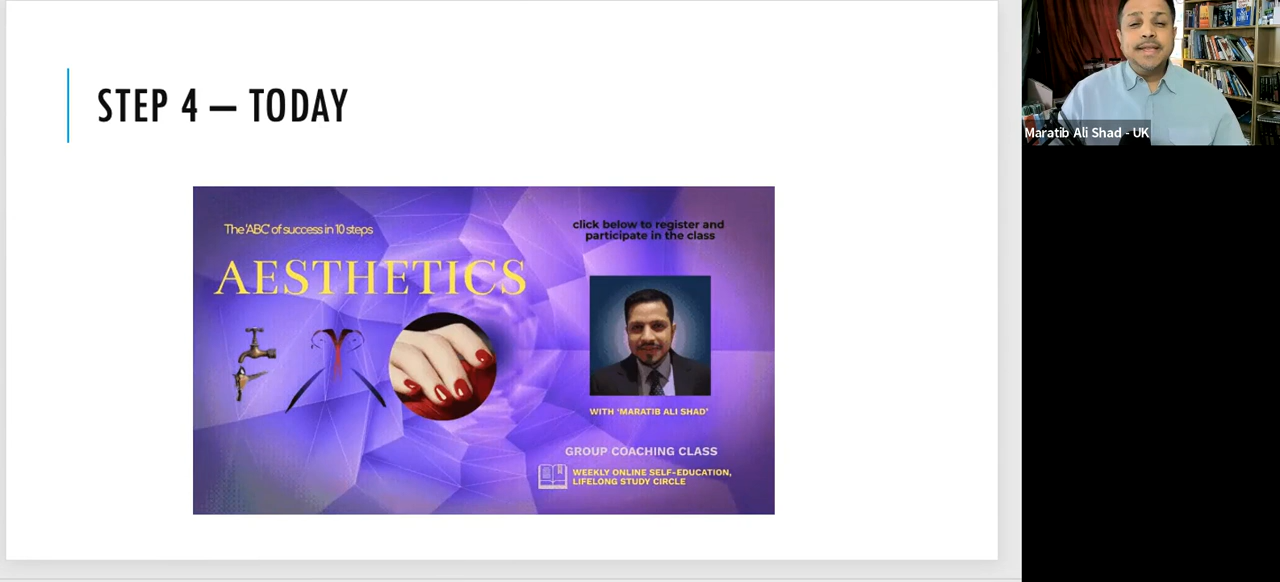 STEP 4 – TODAY
The 'ABC' of success in 10 steps
AESTHETICS
click below to register and
participate in the class
WITH 'MARATIB ALI SHAD'
GROUP COACHING CLASS
WEEKLY ONLINE SELF-EDUCATION,
LIFELONG STUDY CIRCLE
Maratib Ali Shad - UK